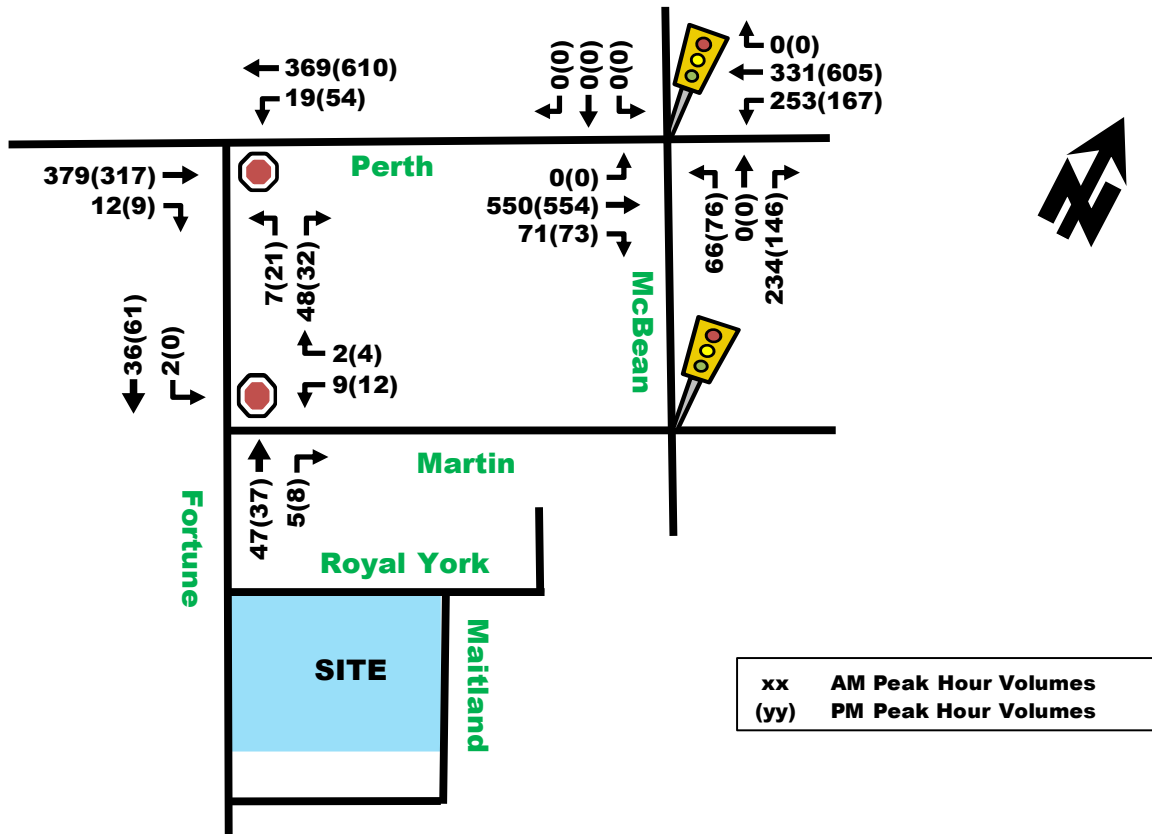 0(0)
331(605)
253(167)
0(0)
0(0)
0(0)
369(610)
19(54)
Perth
379(317)
12(9)
0(0)
550(554)
71(73)
66(76)
0(0)
234(146)
7(21)
48(32)
McBean
36(61)
2(0)
2(4)
9(12)
Martin
47(37)
5(8)
Fortune
Royal York
SITE
Maitland
xx AM Peak Hour Volumes
(yy) PM Peak Hour Volumes
N